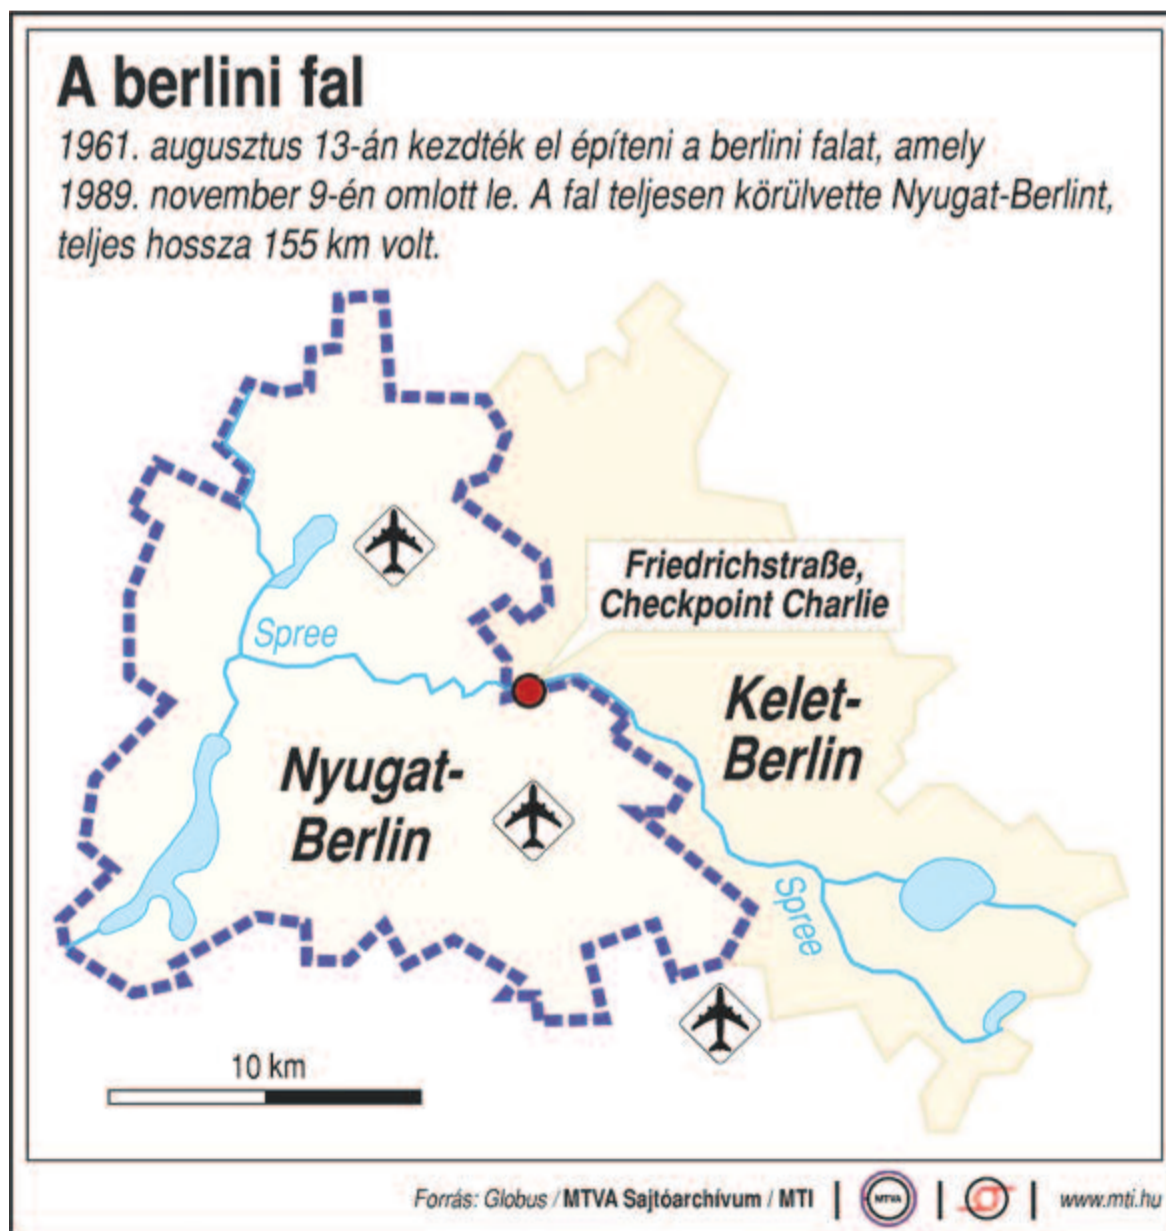 A berlini fal
1961. augusztus 13-án kezdték el építeni a berlini falat, amely
1989. november 9-én omlott le. A fal teljesen körülvette Nyugat-Berlint,
teljes hossza 155 km volt.
Friedrichstraße,
Checkpoint Charlie
Spree
Kelet-
Berlin
Nyugat-
Berlin
Spree
10 km
Forrás: Globus / MTVA Sajtóarchívum / MTI | MTVA | | www.mti.hu